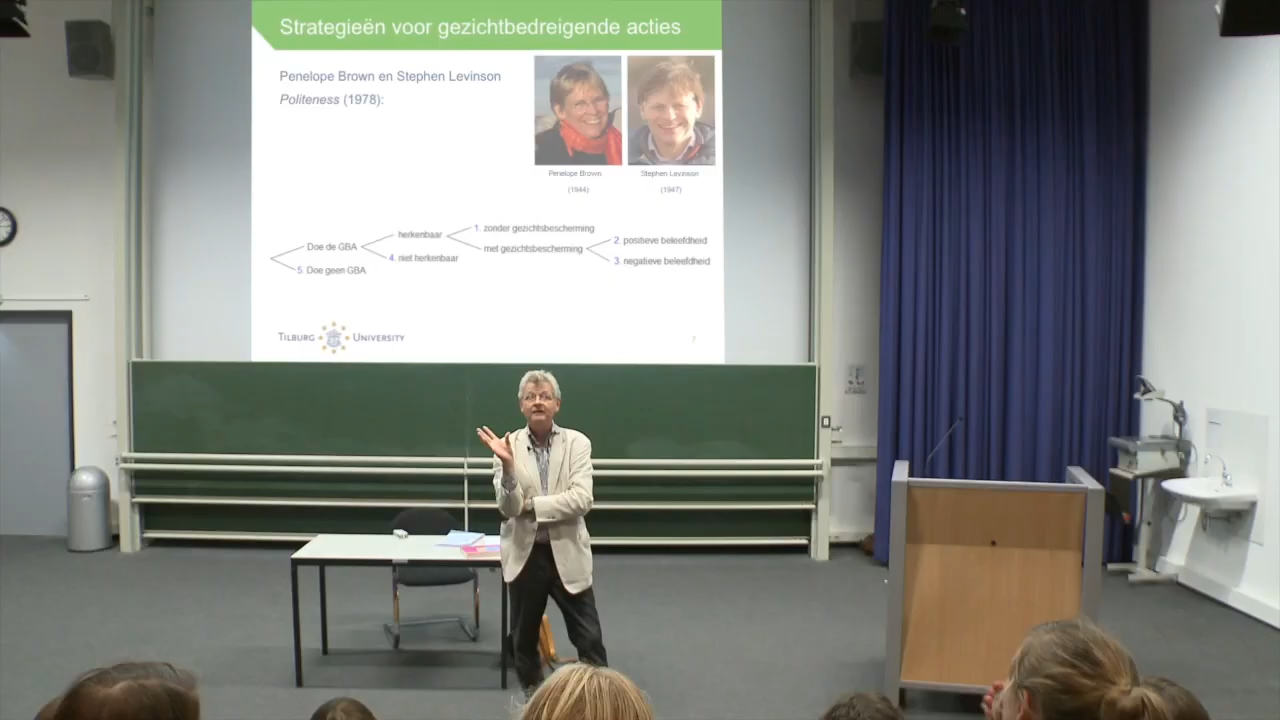 Strategieën voor gezichtbedreigende acties
Penelope Brown en Stephen Levinson
Politeness (1978):
Penelope Brown
(1944)
Stephen Levinson
(1947)
1. zonder gezichtsbescherming
herkenbaar
2. positieve beleefdheid
Doe de GBA
met gezichtsbescherming
4. niet herkenbaar
3. negatieve beleefdheid
5. Doe geen GBA
TILBURG UNIVERSITY
7